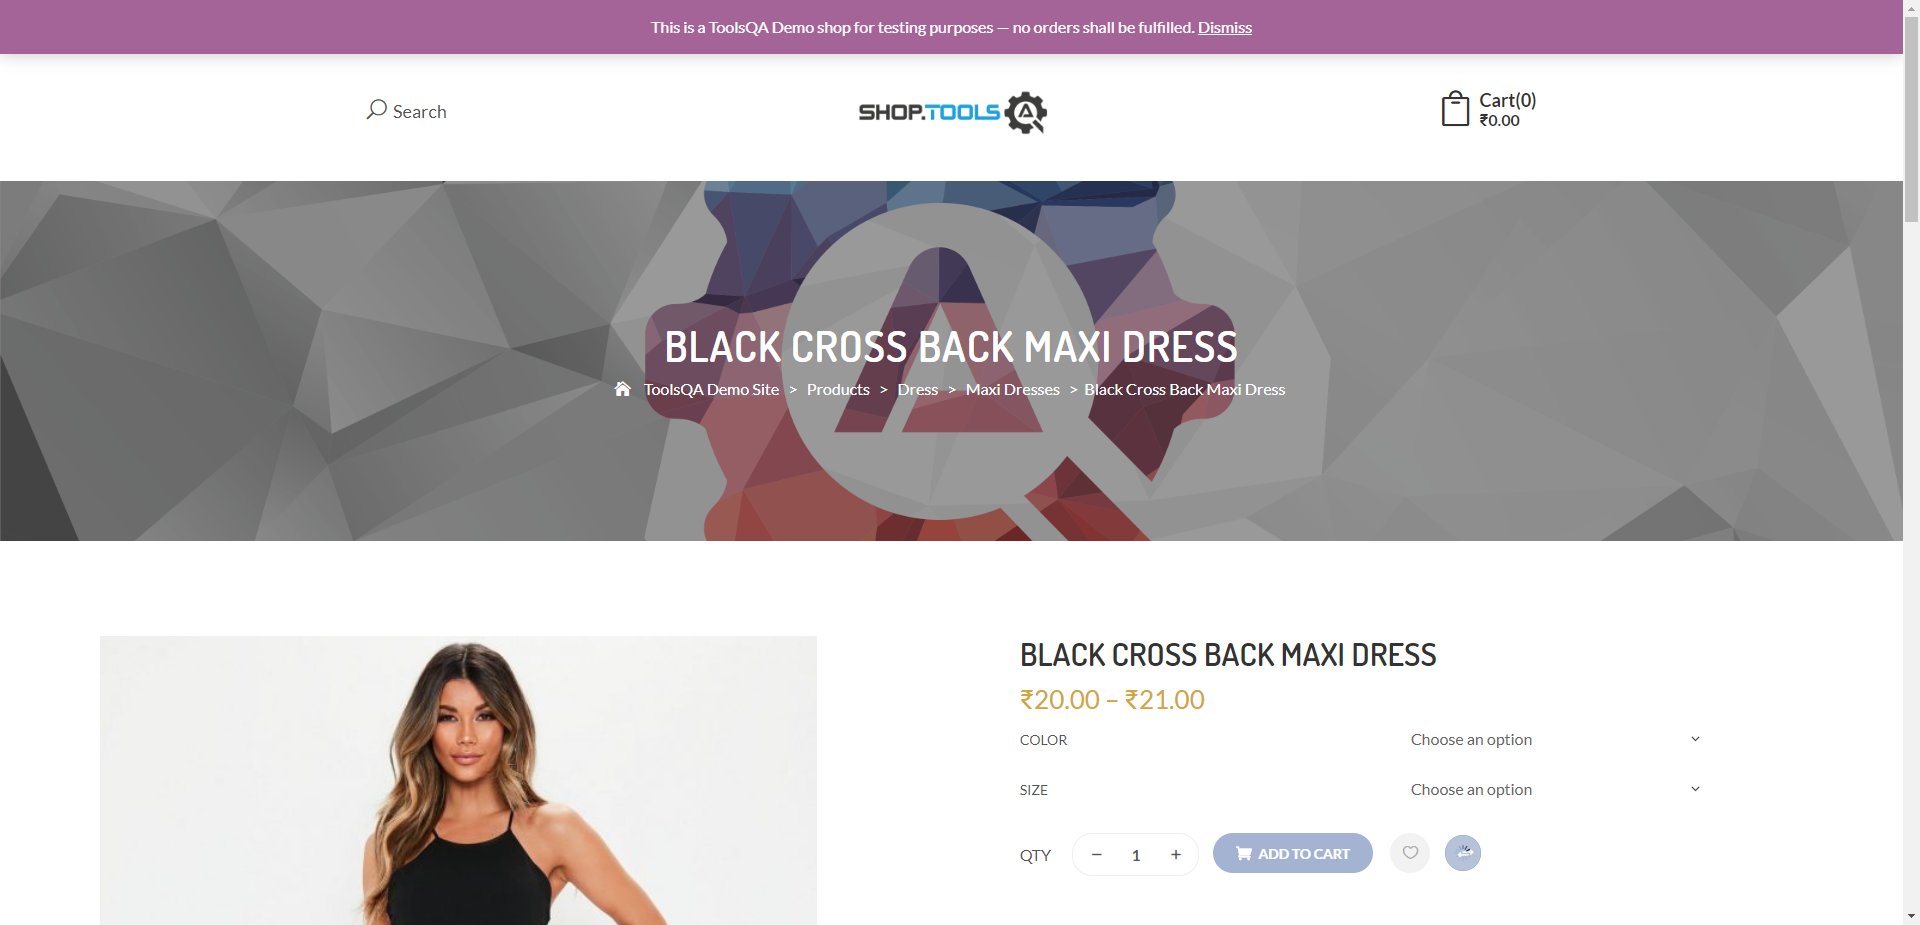 This is a ToolsQA Demo shop for testing purposes — no orders shall be fulfilled. Dismiss
Search
SHOP.TOOLS
Cart(0)
₹0.00
BLACK CROSS BACK MAXI DRESS
ToolsQA Demo Site > Products > Dress > Maxi Dresses > Black Cross Back Maxi Dress
BLACK CROSS BACK MAXI DRESS
₹20.00 – ₹21.00
COLOR Choose an option
SIZE Choose an option
QTY − 1 + ADD TO CART